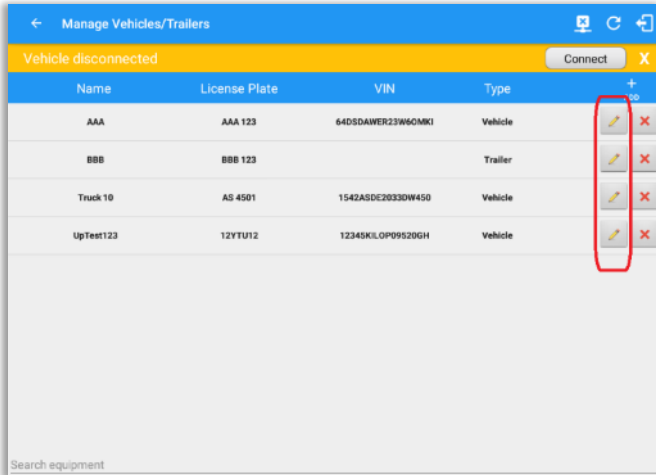 Manage Vehicles/Trailers
Vehicle disconnected Connect X
Name License Plate VIN Type +
AAA AAA 123 64DSDAWER23W6OMKI Vehicle
BBB BBB 123 Trailer
Truck 10 AS 4501 1542ASDE2033DW450 Vehicle
UpTest123 12YTU12 12345KILOP09520GH Vehicle
Search equipment